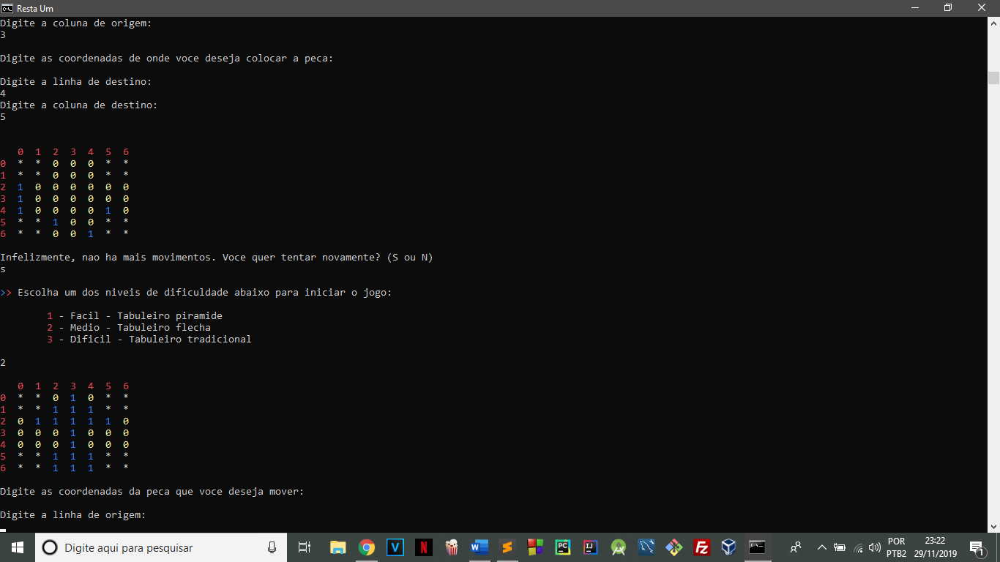 Resta Um
Digite a coluna de origem:
3
Digite as coordenadas de onde voce deseja colocar a peca:
Digite a linha de destino:
4
Digite a coluna de destino:
5
0 1 2 3 4 5 6
0 * * 0 0 0 * *
1 * * 0 0 0 * *
2 1 0 0 0 0 0 0
3 1 0 0 0 0 0 0
4 1 0 0 0 0 1 0
5 * * 1 0 0 * *
6 * * 0 0 1 * *
Infelizmente, nao ha mais movimentos. Voce quer tentar novamente? (S ou N)
s
>> Escolha um dos niveis de dificuldade abaixo para iniciar o jogo:
1 - Facil - Tabuleiro piramide
2 - Medio - Tabuleiro flecha
3 - Dificil - Tabuleiro tradicional
2
0 1 2 3 4 5 6
0 * * 0 1 0 * *
1 * * 1 1 1 * *
2 0 1 1 1 1 1 0
3 0 0 0 1 0 0 0
4 0 0 0 1 0 0 0
5 * * 1 1 1 * *
6 * * 1 1 1 * *
Digite as coordenadas da peca que voce deseja mover:
Digite a linha de origem:
Digite aqui para pesquisar
V
N
W
S
PC
IJ
Fz
POR
PTB2
23:22
29/11/2019
1